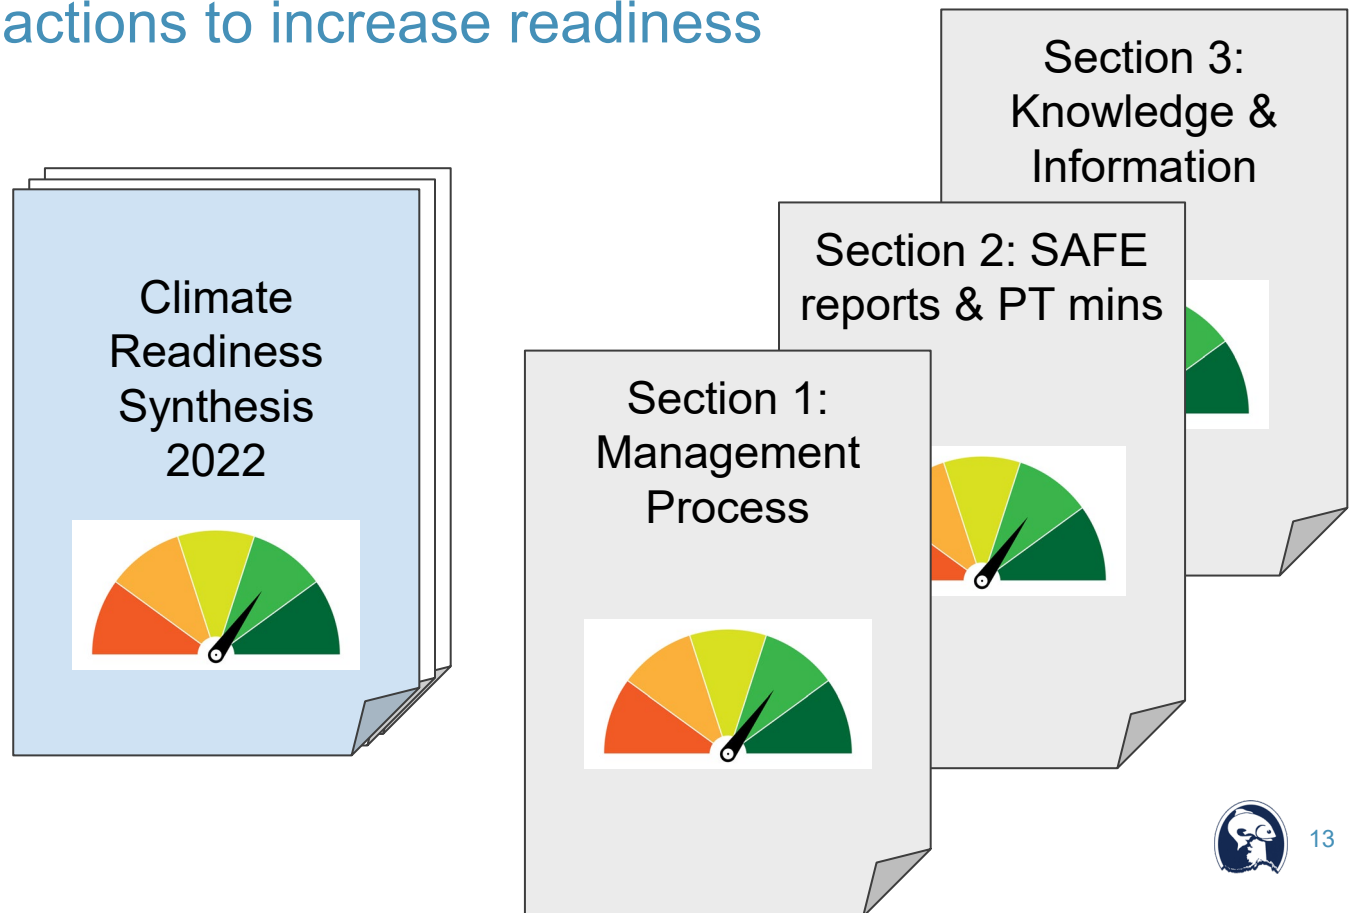 actions to increase readiness
Climate
Readiness
Synthesis
2022
Section 1:
Management
Process
Section 2: SAFE
reports & PT mins
Section 3:
Knowledge &
Information
13